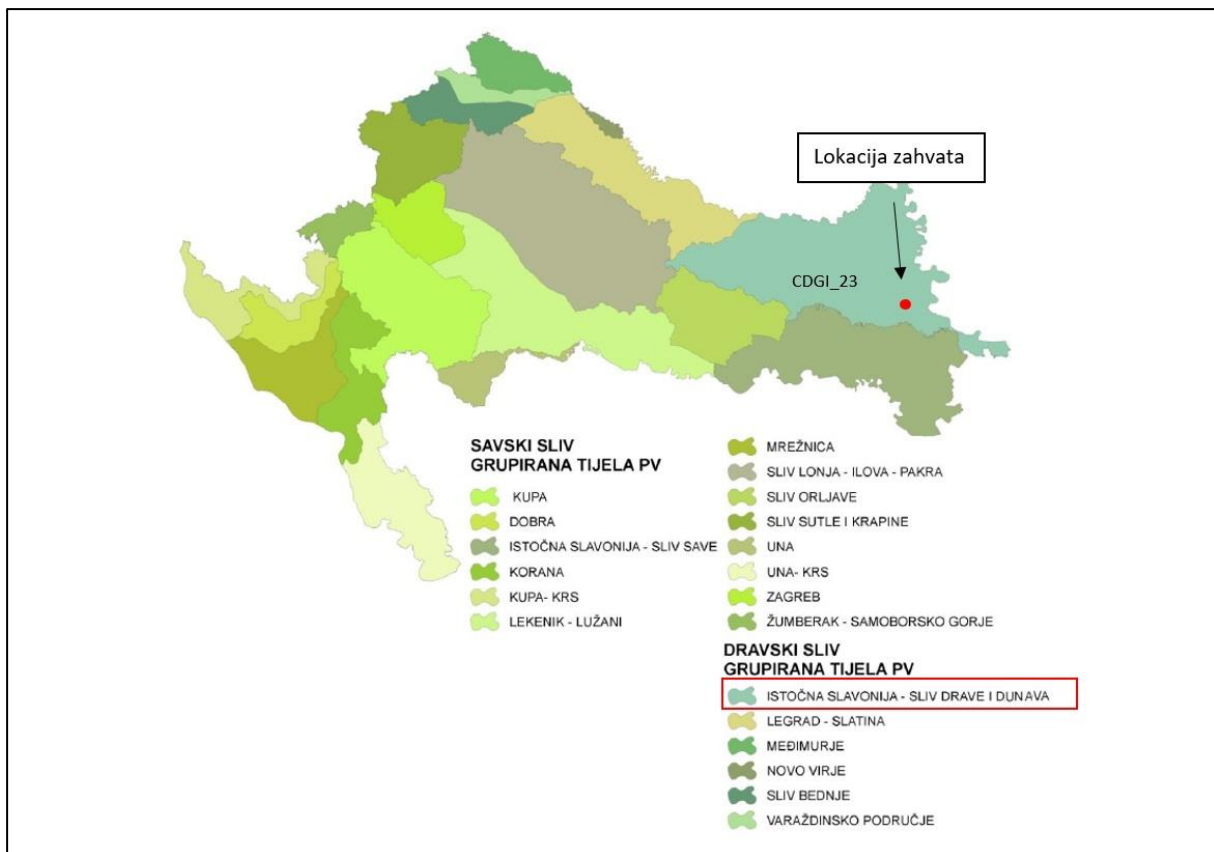 Lokacija zahvata
CDGI_23
SAVSKI SLIV
GRUPIRANA TIJELA PV
KUPA
DOBRA
ISTOČNA SLAVONIJA - SLIV SAVE
KORANA
KUPA- KRS
LEKENIK - LUŽANI
MREŽNICA
SLIV LONJA - ILOVA - PAKRA
SLIV ORLJAVE
SLIV SUTLE I KRAPINE
UNA
UNA- KRS
ZAGREB
ŽUMBERAK - SAMOBORSKO GORJE
DRAVSKI SLIV
GRUPIRANA TIJELA PV
ISTOČNA SLAVONIJA - SLIV DRAVE I DUNAVA
LEGRAD - SLATINA
MEĐIMURJE
NOVO VIRJE
SLIV BEDNJE
VARAŽDINSKO PODRUČJE